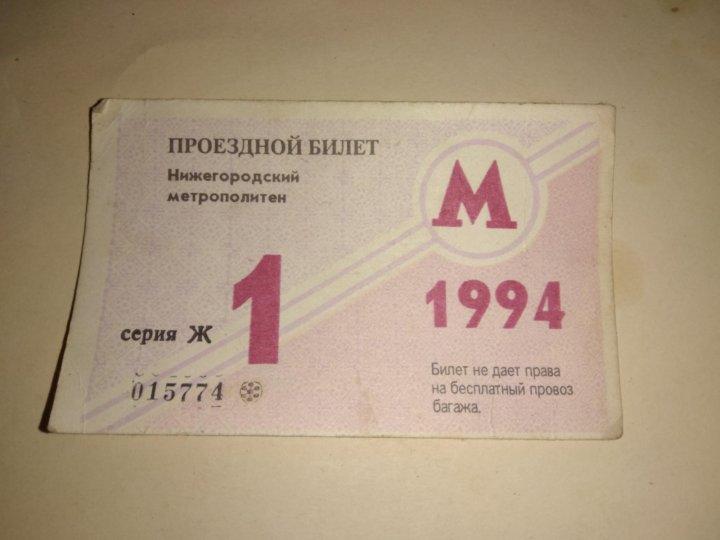 ПРОЕЗДНОЙ БИЛЕТ
Нижегородский
метрополитен
М
1
1994
серия Ж
015774
Билет не дает права
на бесплатный провоз
багажа.